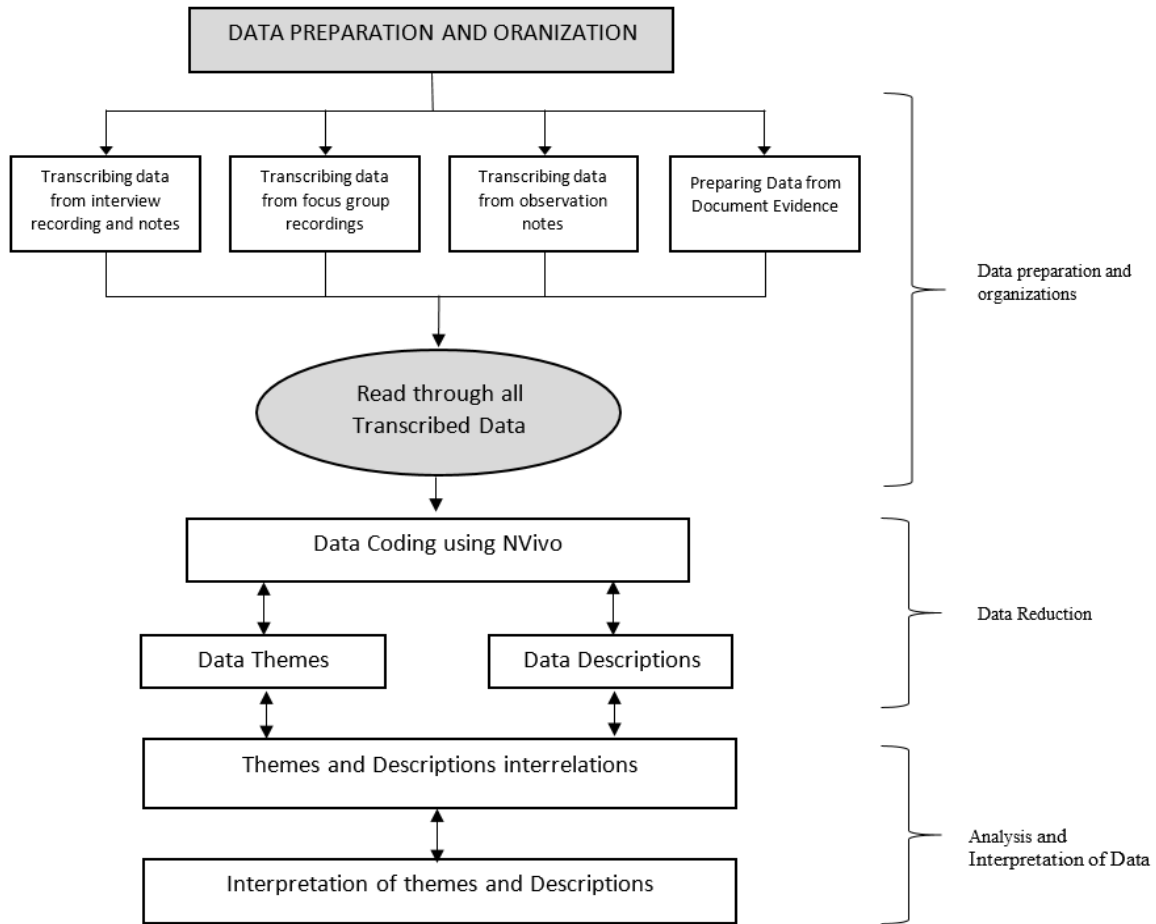 DATA PREPARATION AND ORANIZATION
Transcribing data
from interview
recording and notes
Transcribing data
from focus group
recordings
Transcribing data
from observation
notes
Preparing Data from
Document Evidence
Data preparation and
organizations
Read through all
Transcribed Data
Data Coding using NVivo
Data Themes
Data Descriptions
Data Reduction
Themes and Descriptions interrelations
Interpretation of themes and Descriptions
Analysis and
Interpretation of Data